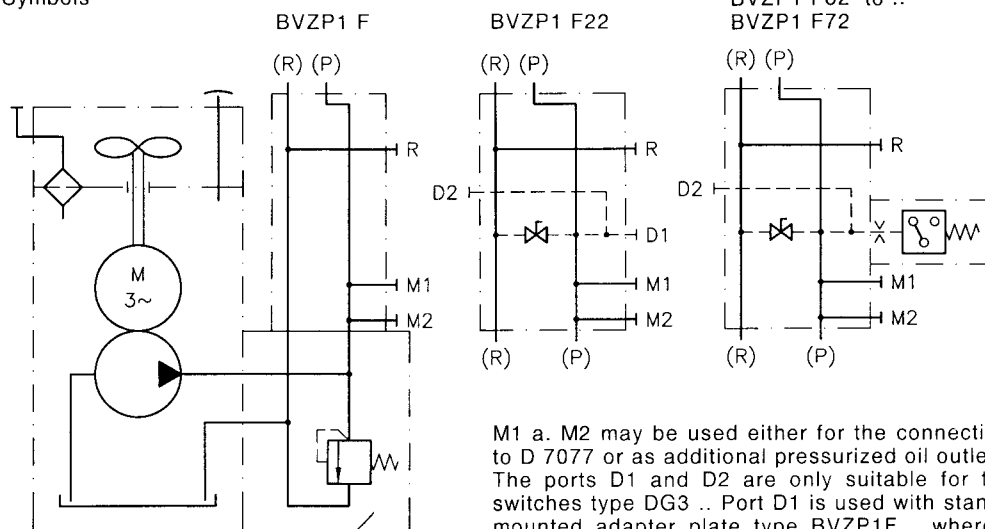 Symbols
BVZP1 F
BVZP1 F22
BVZP1 F72
(R) (P)
(R) (P)
(R) (P)
R
R
R
D2
D2
D1
M
3~
M1
M1
M1
M2
M2
M2
(R) (P)
(R) (P)
M1 a. M2 may be used either for the connecti
to D 7077 or as additional pressurized oil outle
The ports D1 and D2 are only suitable for
switches type DG3 .. Port D1 is used with stan
mounted adapter plate type BVZP1F .. where